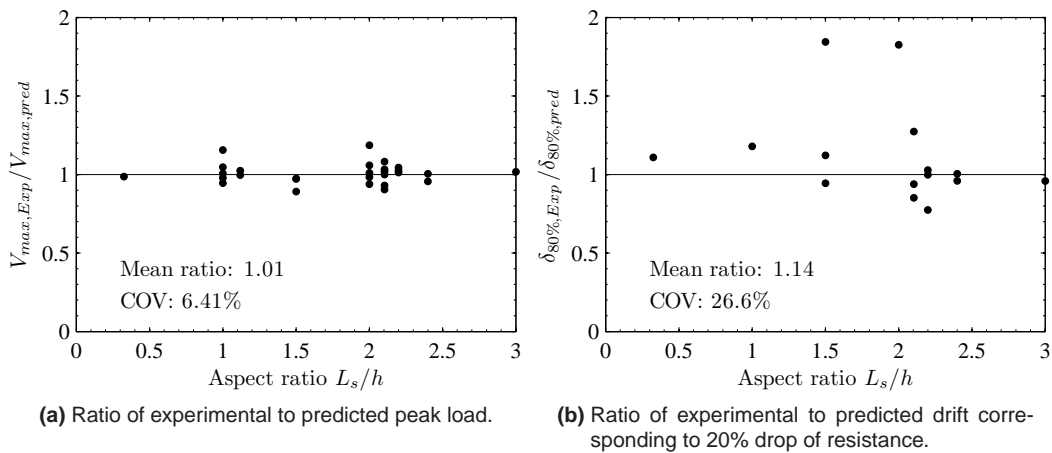 2
1.5
1
0.5
0
V_{max,Exp}/V_{max,pred}
Mean ratio: 1.01
COV: 6.41%
0 0.5 1 1.5 2 2.5 3
Aspect ratio L_s/h
(a) Ratio of experimental to predicted peak load.
2
1.5
1
0.5
0
δ_{80%,Exp}/δ_{80%,pred}
Mean ratio: 1.14
COV: 26.6%
0 0.5 1 1.5 2 2.5 3
Aspect ratio L_s/h
(b) Ratio of experimental to predicted drift corre-
sponding to 20% drop of resistance.